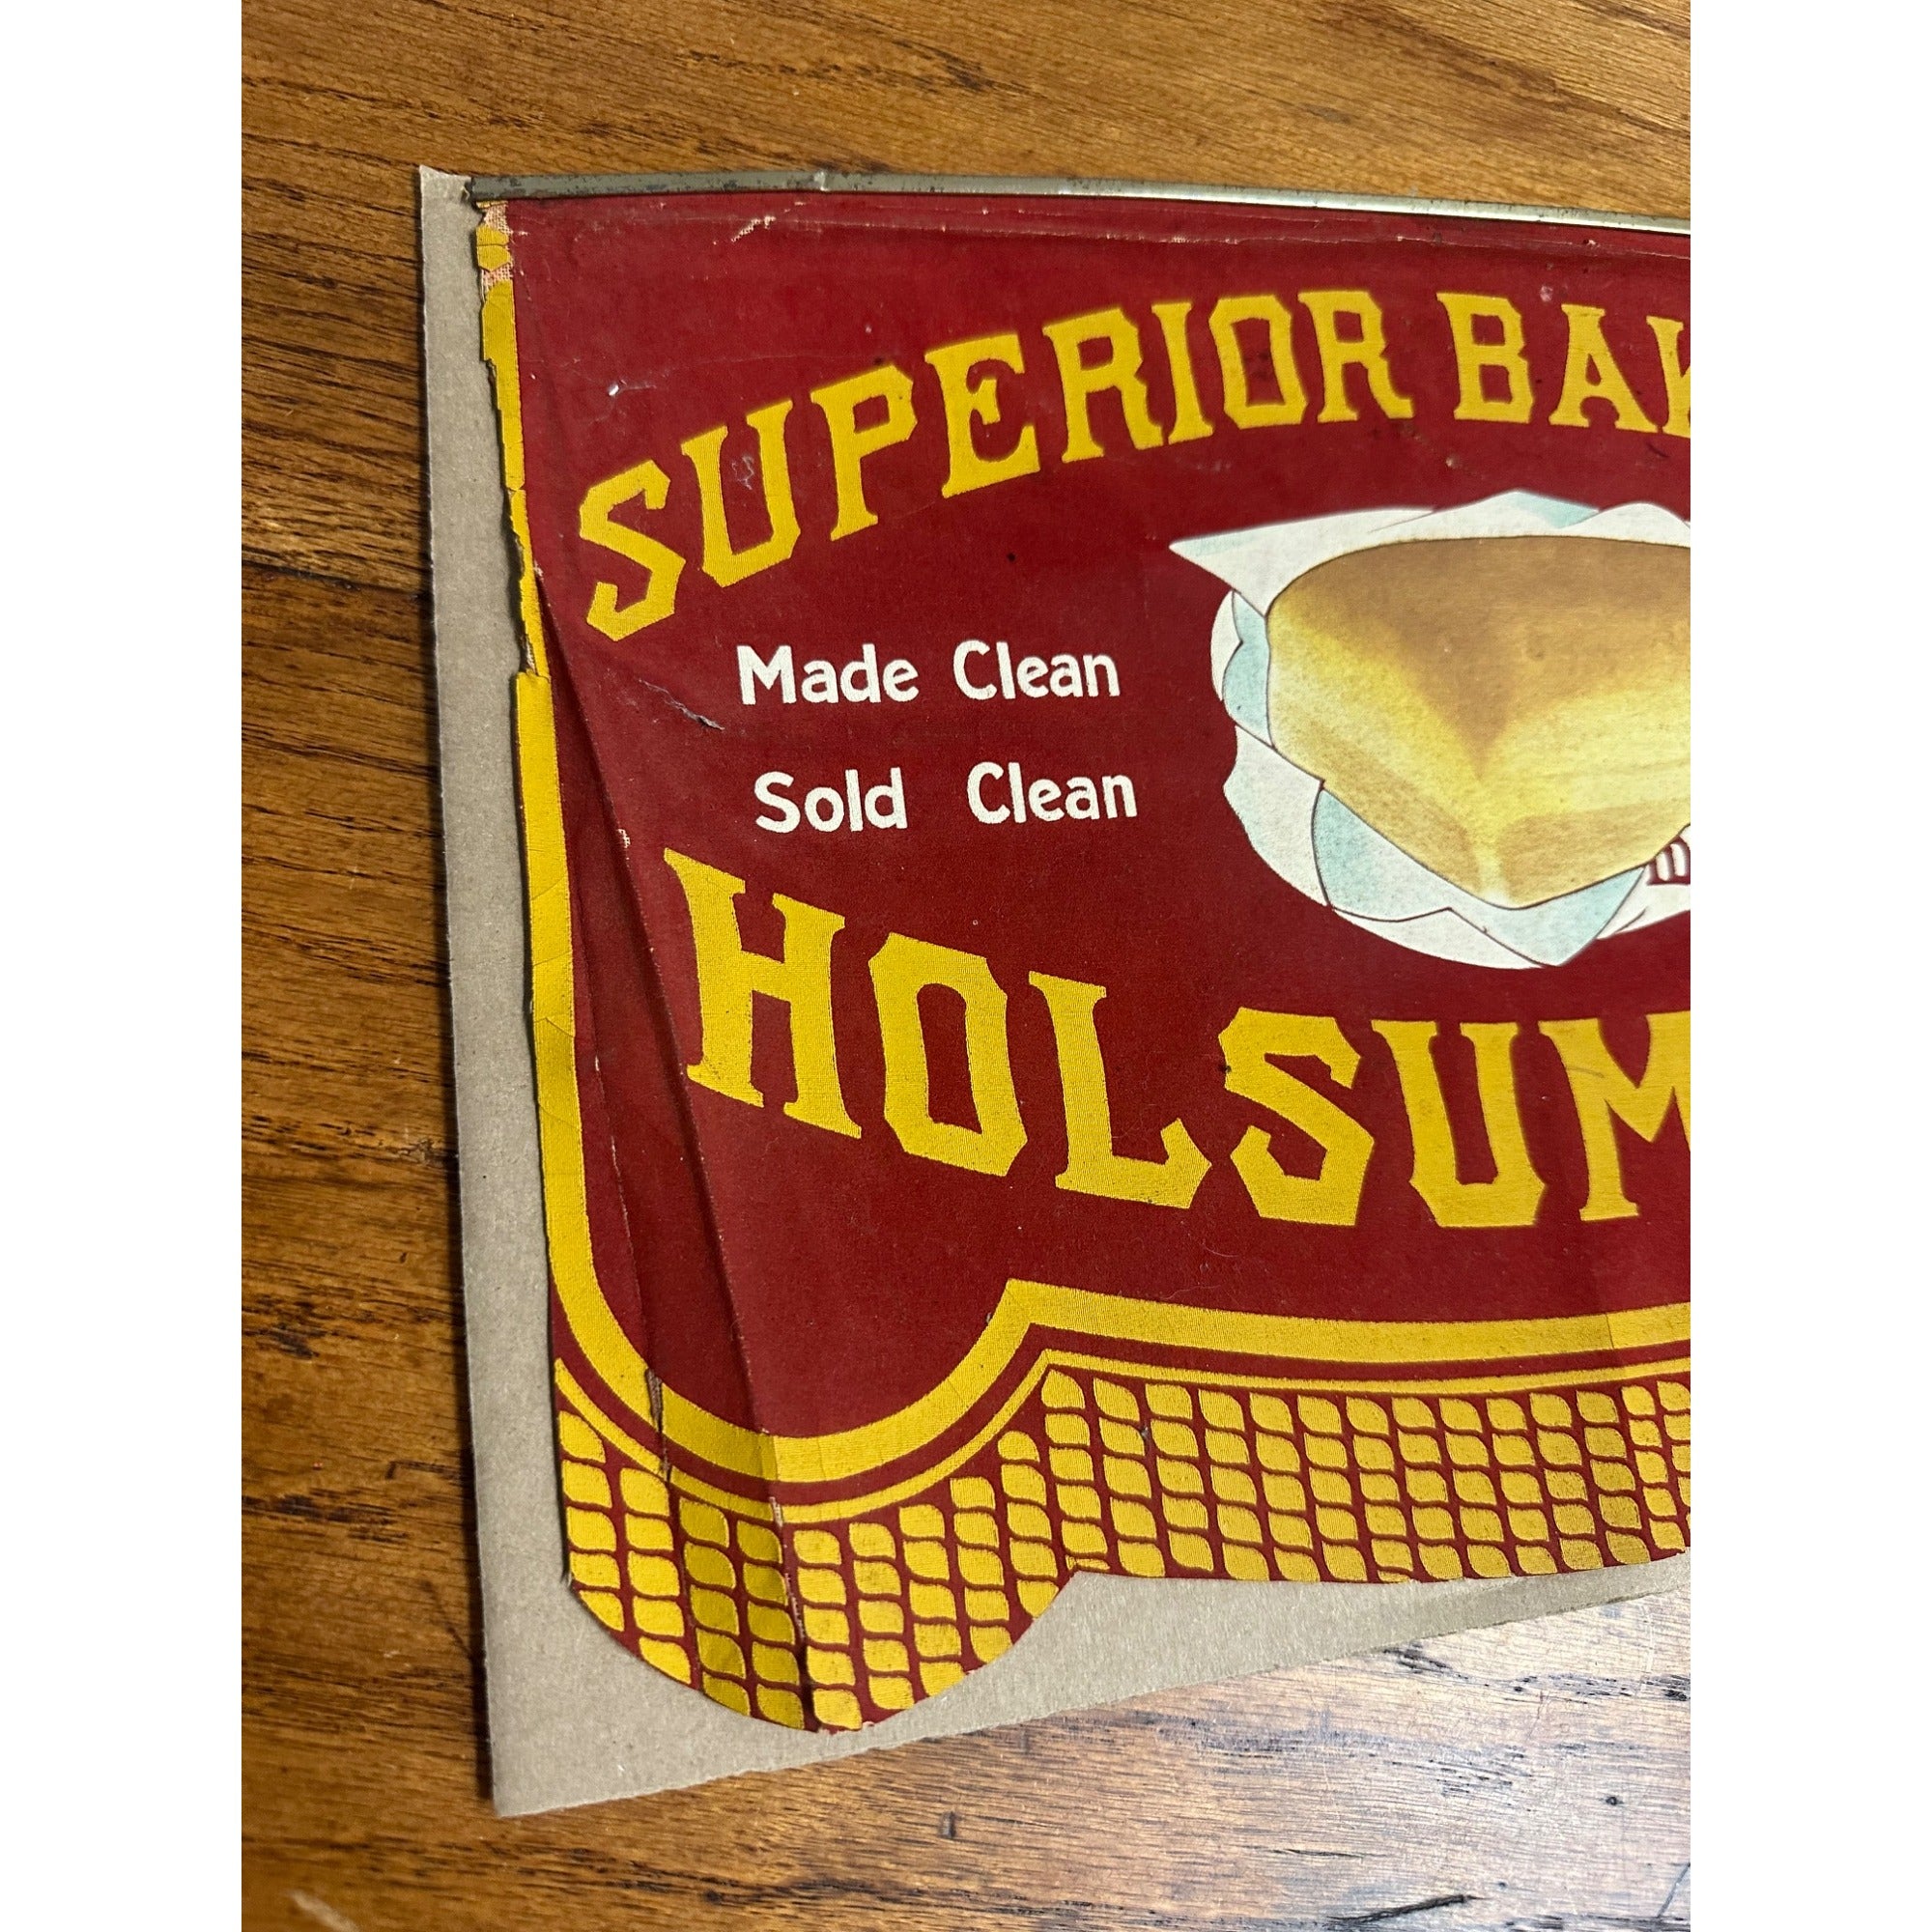 SUPERIOR BAK
Made Clean
Sold Clean
HOLSUM